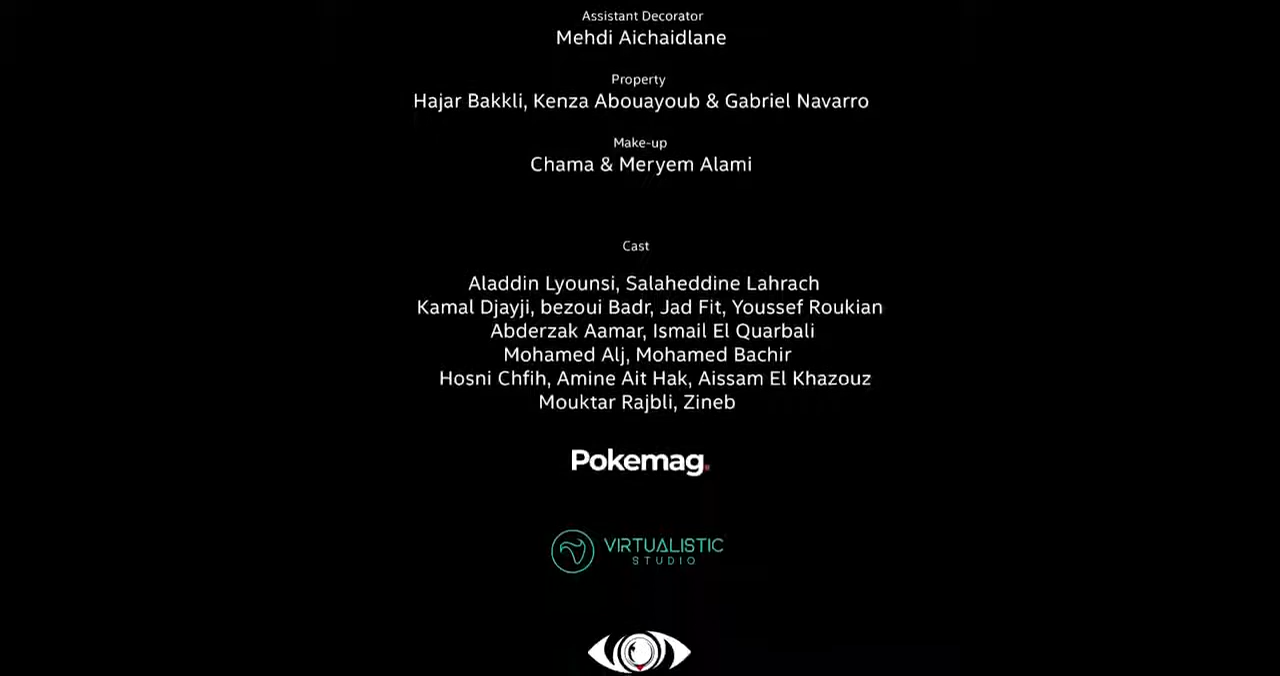 Assistant Decorator
Mehdi Aichaidlane
Property
Hajar Bakkli, Kenza Abouayoub & Gabriel Navarro
Make-up
Chama & Meryem Alami
Cast
Aladdin Lyounsi, Salaheddine Lahrach
Kamal Djayji, bezoui Badr, Jad Fit, Youssef Roukian
Abderzak Aamar, Ismail El Quarbali
Mohamed Alj, Mohamed Bachir
Hosni Chfih, Amine Ait Hak, Aissam El Khazouz
Mouktar Rajbli, Zineb
Pokemag.
VIRTUALISTIC
STUDIO